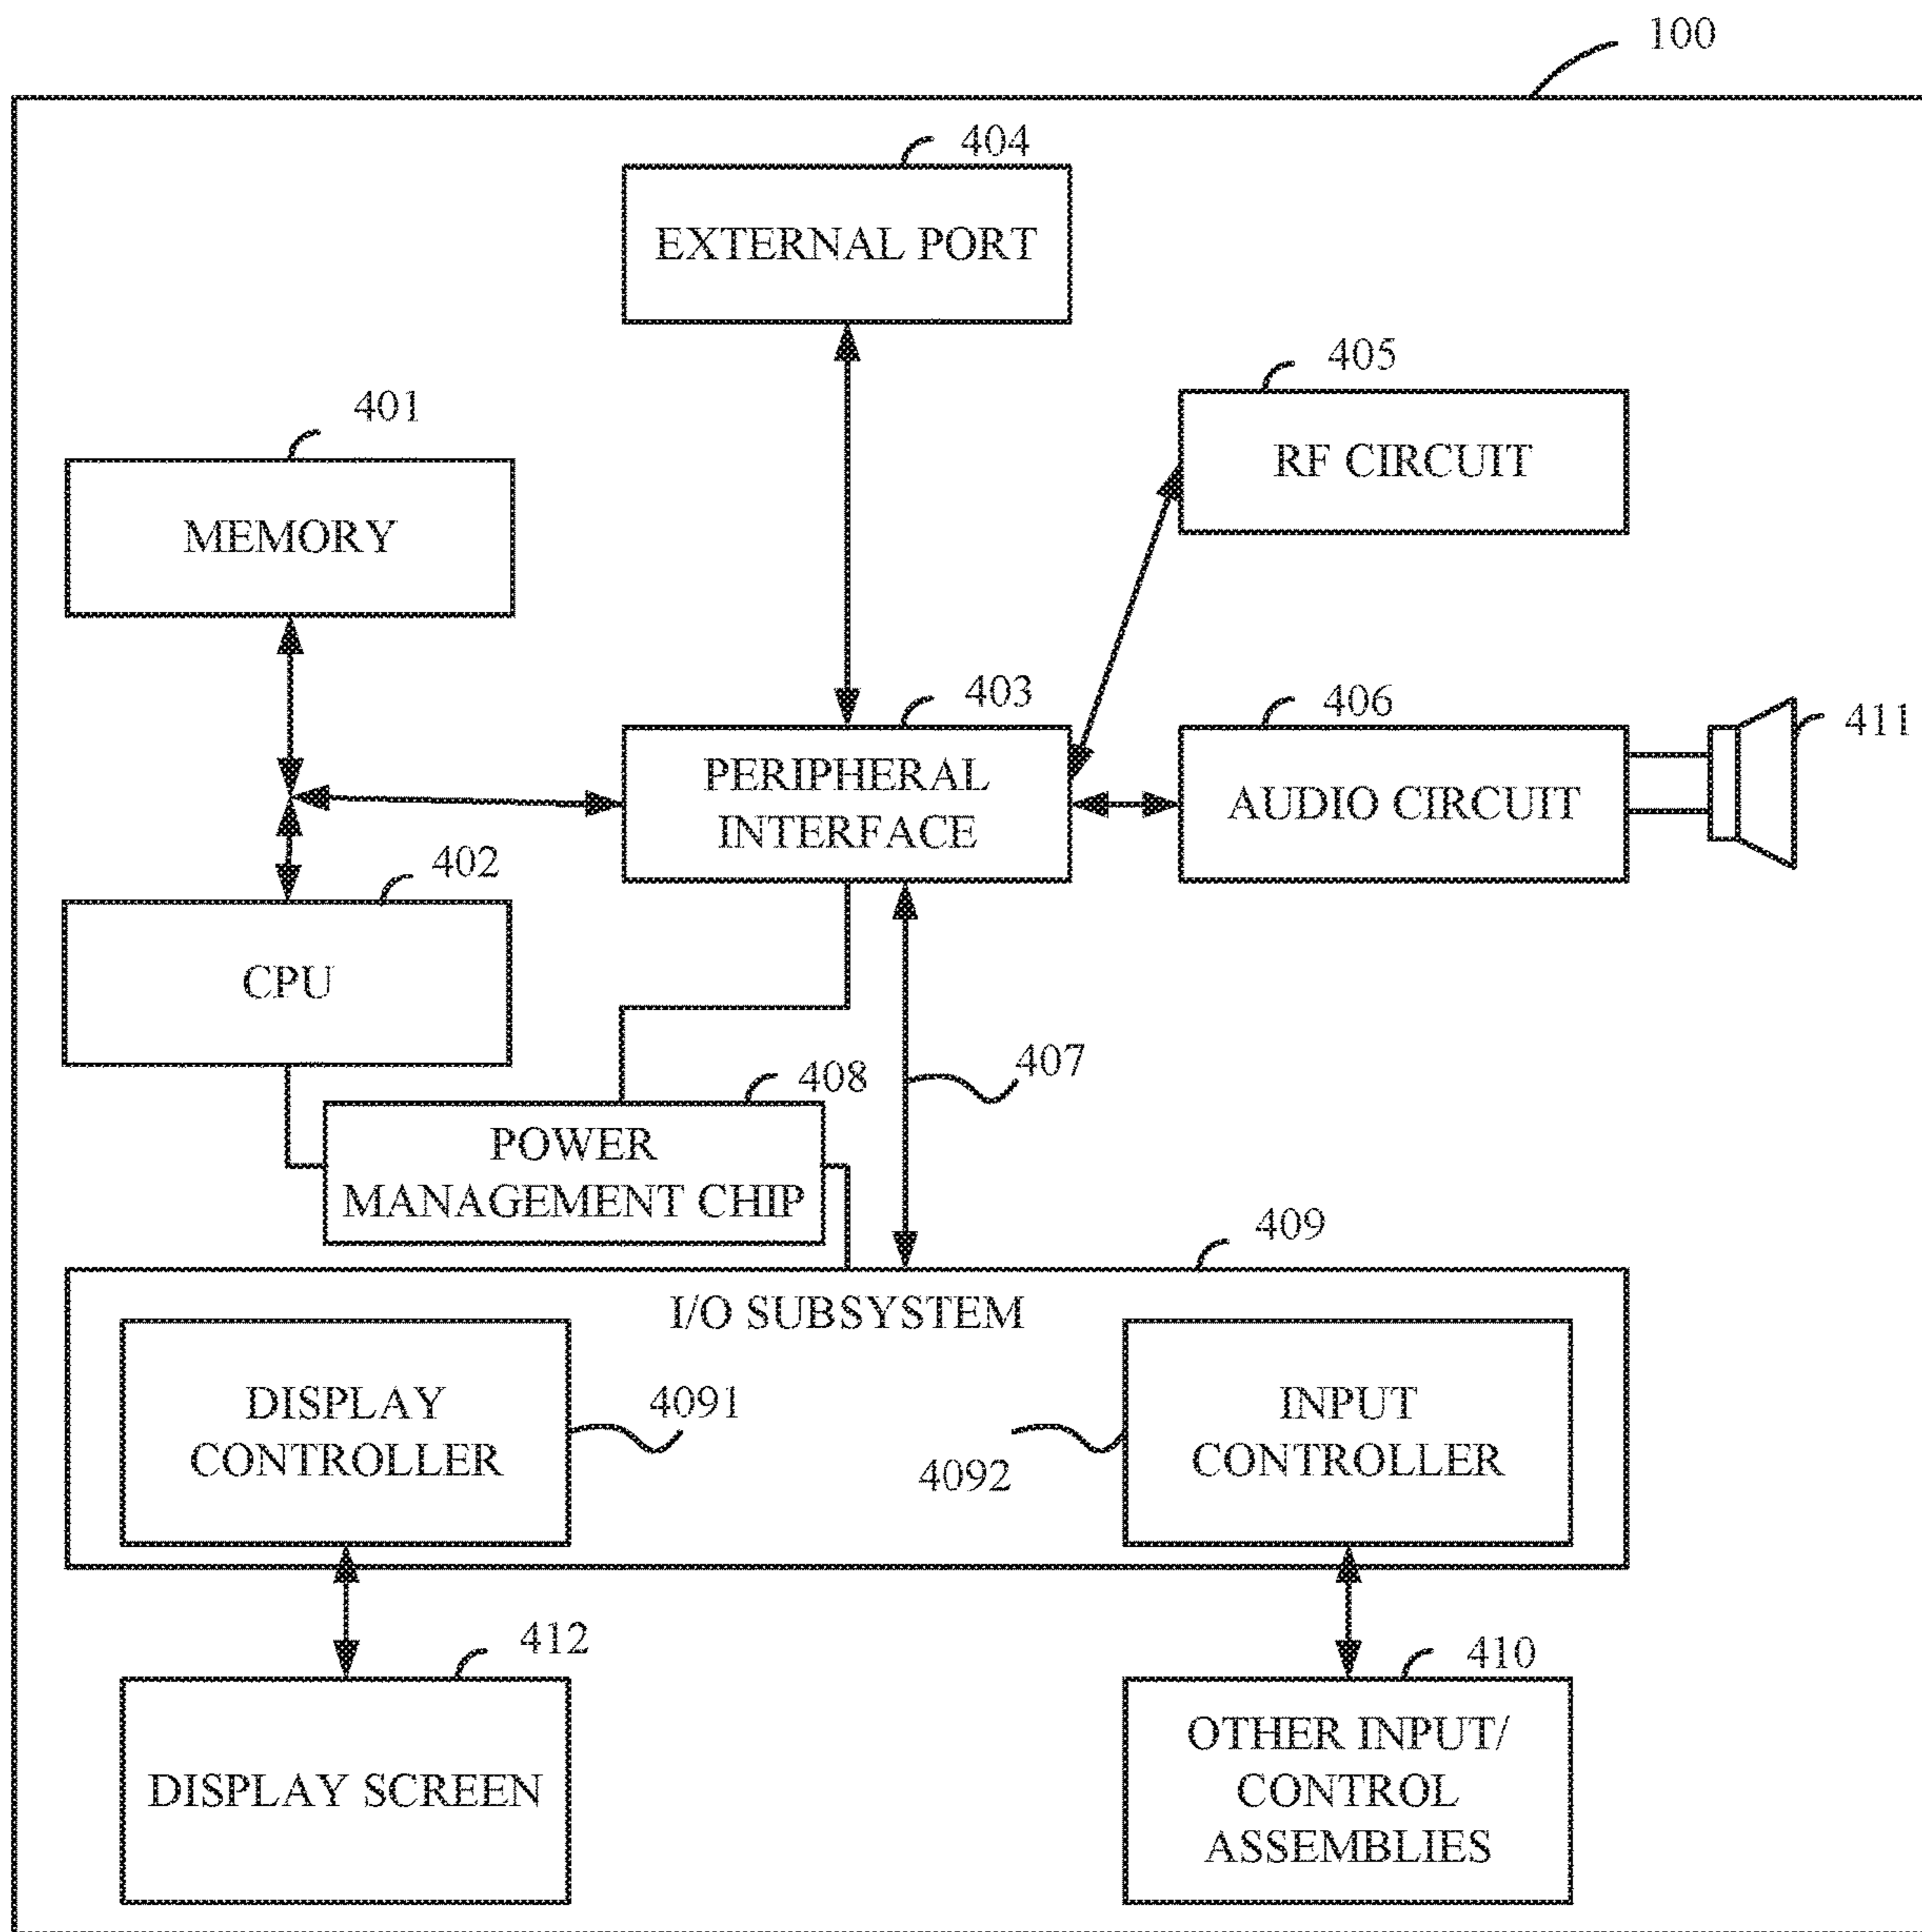 100
404
EXTERNAL PORT
405
RF CIRCUIT
401
MEMORY
403
PERIPHERAL
INTERFACE
406
AUDIO CIRCUIT
411
402
CPU
407
408
POWER
MANAGEMENT CHIP
409
I/O SUBSYSTEM
DISPLAY
CONTROLLER
4091
4092
INPUT
CONTROLLER
412
DISPLAY SCREEN
410
OTHER INPUT/
CONTROL
ASSEMBLIES